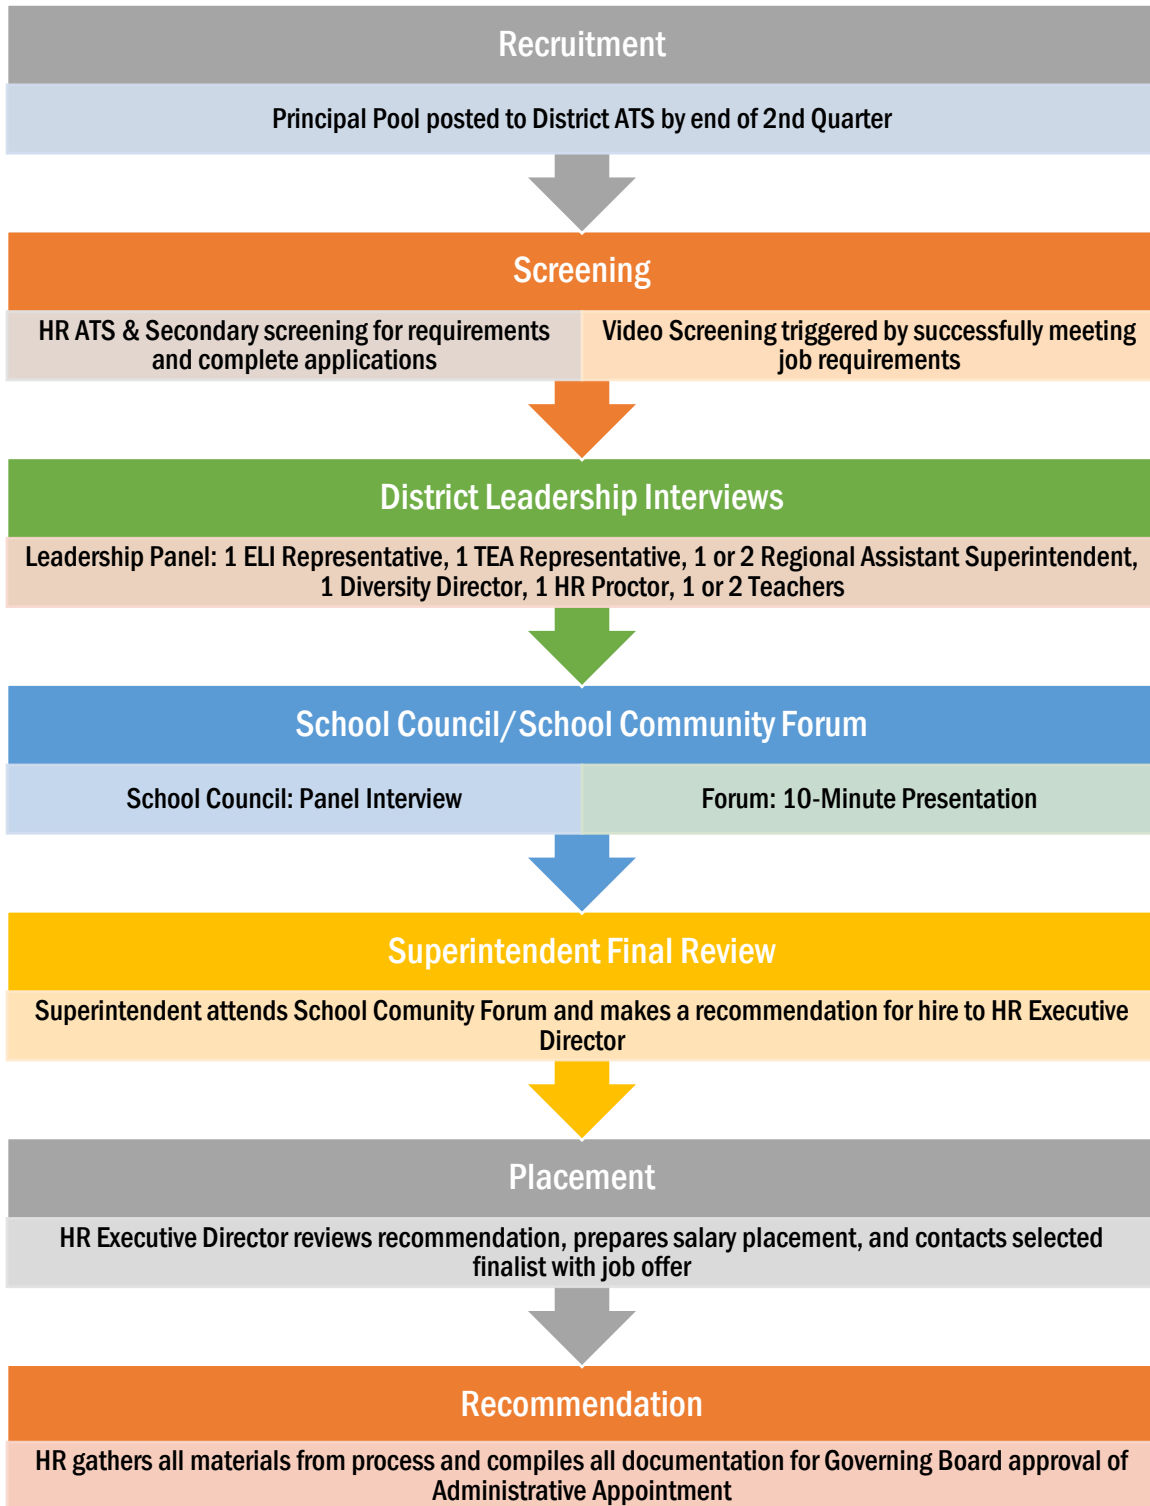 Recruitment
Principal Pool posted to District ATS by end of 2nd Quarter
Screening
HR ATS & Secondary screening for requirements
and complete applications
Video Screening triggered by successfully meeting
job requirements
District Leadership Interviews
Leadership Panel: 1 ELI Representative, 1 TEA Representative, 1 or 2 Regional Assistant Superintendent,
1 Diversity Director, 1 HR Proctor, 1 or 2 Teachers
School Council/School Community Forum
School Council: Panel Interview
Forum: 10-Minute Presentation
Superintendent Final Review
Superintendent attends School Comunity Forum and makes a recommendation for hire to HR Executive
Director
Placement
HR Executive Director reviews recommendation, prepares salary placement, and contacts selected
finalist with job offer
Recommendation
HR gathers all materials from process and compiles all documentation for Governing Board approval of
Administrative Appointment